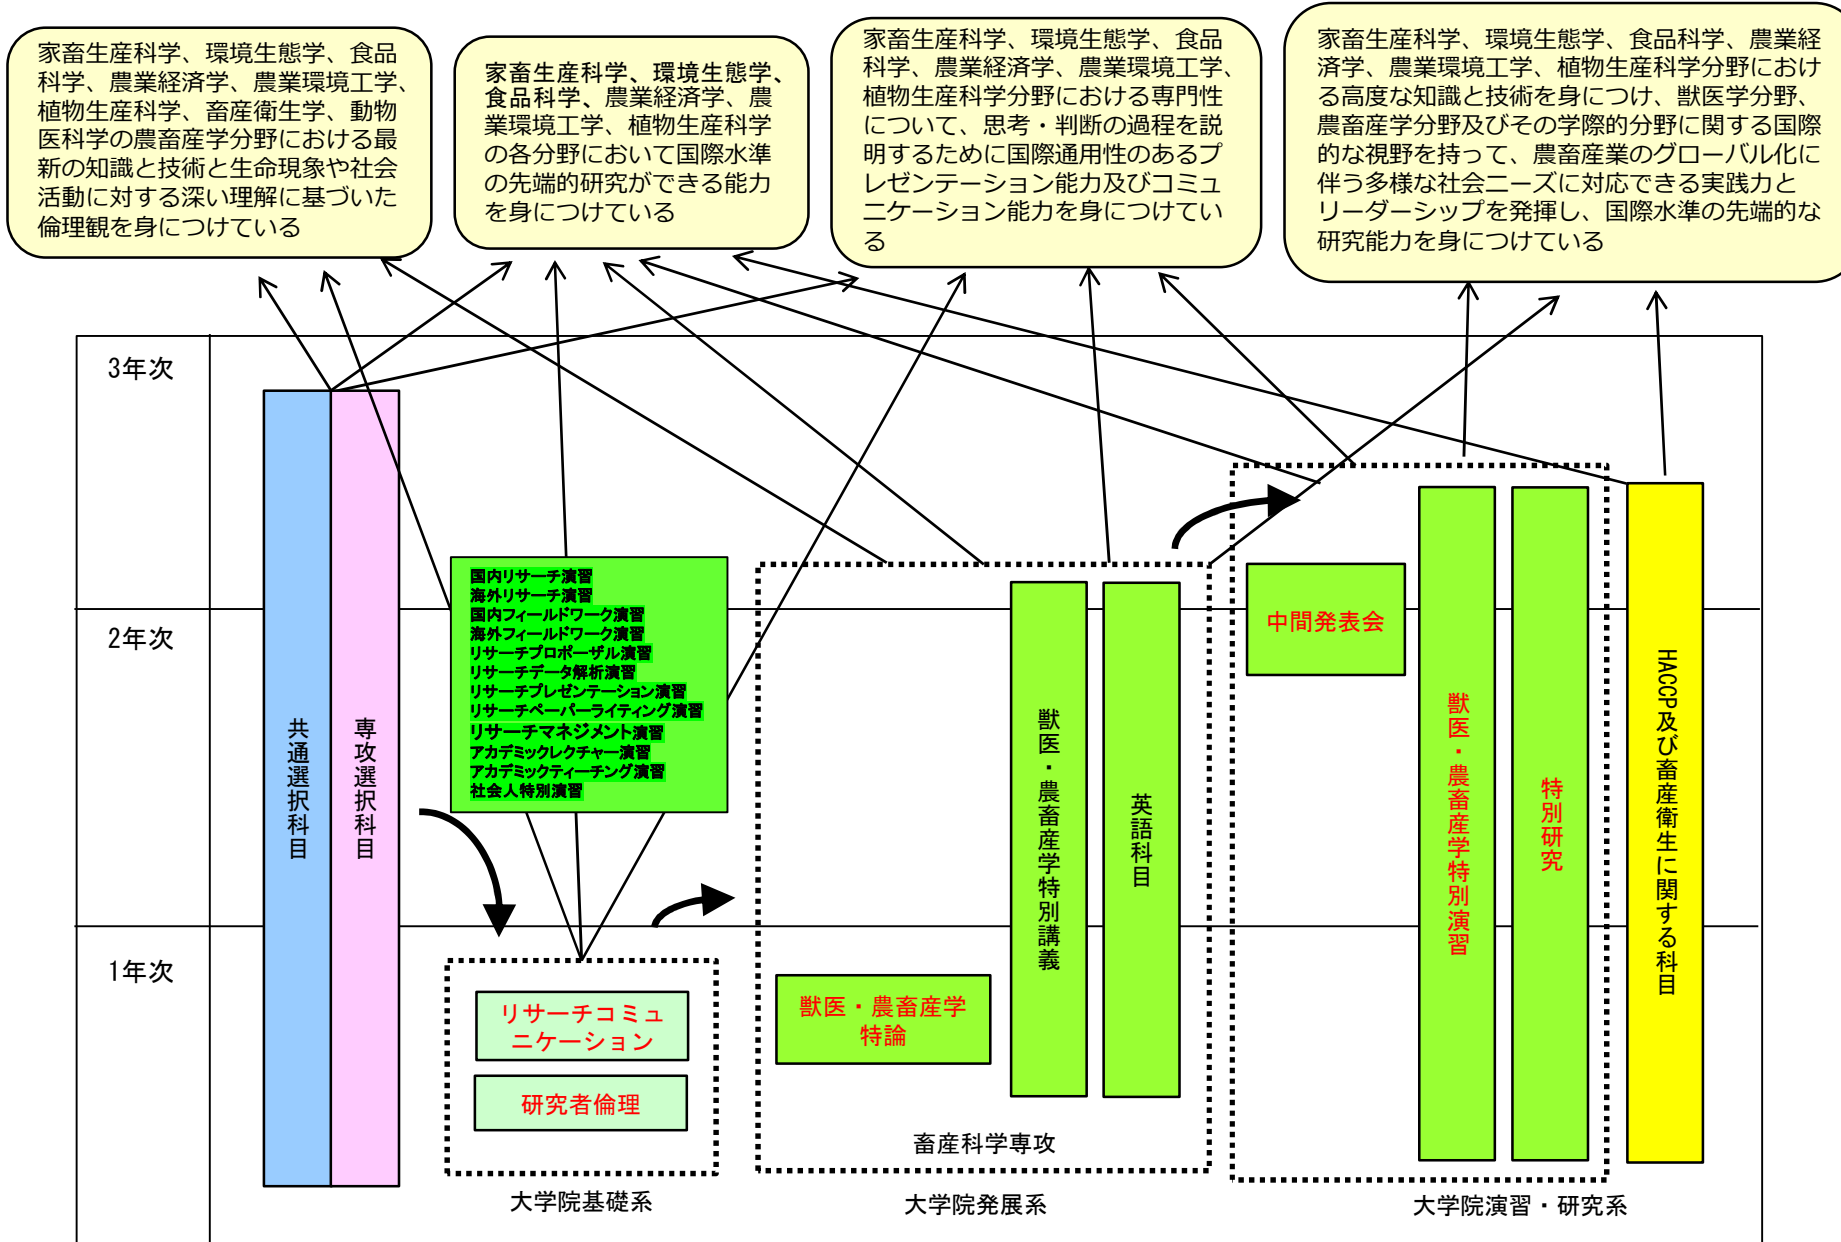 家畜生産科学、環境生態学、食品
科学、農業経済学、農業環境工学、
植物生産科学、畜産衛生学、動物
医科学の農畜産学分野における最
新の知識と技術と生命現象や社会
活動に対する深い理解に基づいた
倫理観を身につけている
家畜生産科学、環境生態学、
食品科学、農業経済学、農
業環境工学、植物生産科学
の各分野において国際水準
の先端的研究ができる能力
を身につけている
家畜生産科学、環境生態学、食品
科学、農業経済学、農業環境工学、
植物生産科学分野における専門性
について、思考・判断の過程を説
明するために国際通用性のあるプ
レゼンテーション能力及びコミュ
ニケーション能力を身につけてい
る
家畜生産科学、環境生態学、食品科学、農業経
済学、農業環境工学、植物生産科学分野におけ
る高度な知識と技術を身につけ、獣医学分野、
農畜産学分野及びその学際的分野に関する国際
的な視野を持って、農畜産業のグローバル化に
伴う多様な社会ニーズに対応できる実践力と
リーダーシップを発揮し、国際水準の先端的な
研究能力を身につけている
3年次
2年次
1年次
共通選択科目
専攻選択科目
国内リサーチ演習
海外リサーチ演習
国内フィールドワーク演習
海外フィールドワーク演習
リサーチプロポーザル演習
リサーチデータ解析演習
リサーチプレゼンテーション演習
リサーチペーパーライティング演習
リサーチマネジメント演習
アカデミックレクチャー演習
アカデミックティーチング演習
社会人特別演習
リサーチコミュ
ニケーション
研究者倫理
大学院基礎系
獣医・農畜産学
特論
獣医・農畜産学特別講義
英語科目
畜産科学専攻
大学院発展系
中間発表会
獣医・農畜産学特別演習
特別研究
大学院演習・研究系
HACCP及び畜産衛生に関する科目